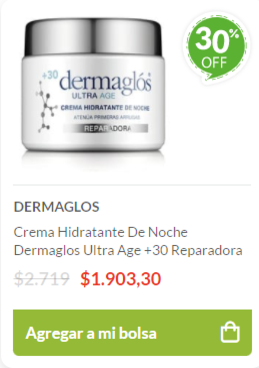 30%
OFF
+30
dermaglós®
ULTRA AGE
CREMA HIDRATANTE DE NOCHE
ATENÚA PRIMERAS ARRUGAS
REPARADORA
DERMAGLOS
Crema Hidratante De Noche
Dermaglos Ultra Age +30 Reparadora
$2.719 $1.903,30
Agregar a mi bolsa